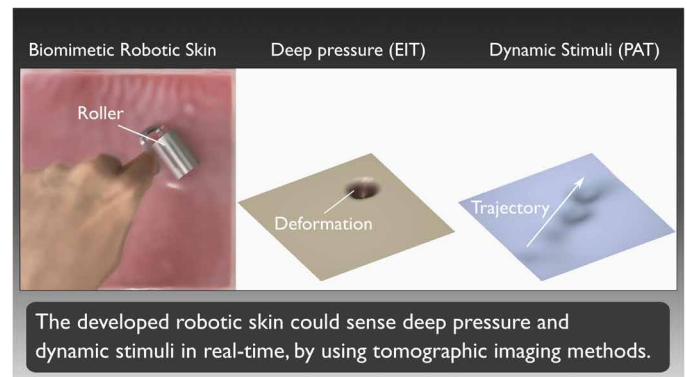 Biomimetic Robotic Skin
Deep pressure (EIT)
Dynamic Stimuli (PAT)
Roller
Deformation
Trajectory
The developed robotic skin could sense deep pressure and
dynamic stimuli in real-time, by using tomographic imaging methods.